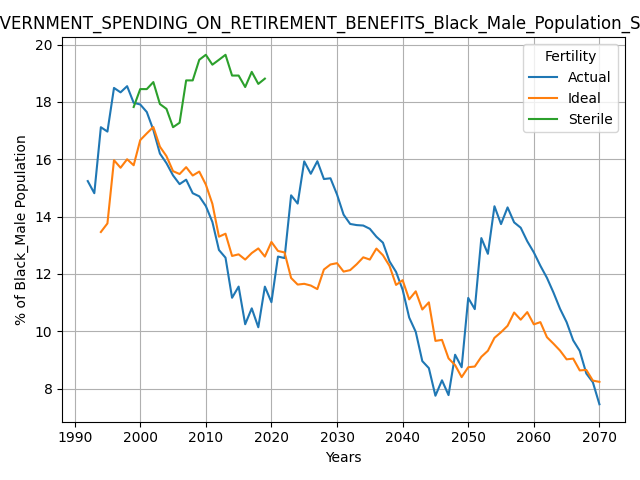 VERNMENT_SPENDING_ON_RETIREMENT_BENEFITS_Black_Male_Population_S
20
18
16
14
12
10
8
% of Black_Male Population
Fertility
Actual
Ideal
Sterile
1990 2000 2010 2020 2030 2040 2050 2060 2070
Years